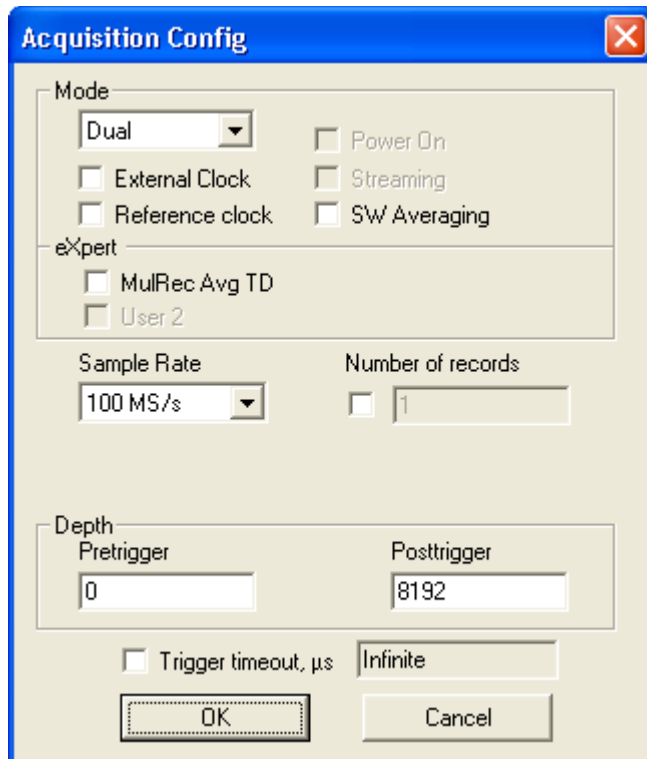 Acquisition Config
Mode
Dual
Power On
External Clock
Streaming
Reference clock
SW Averaging
eXpert
MulRec Avg TD
User 2
Sample Rate
Number of records
100 MS/s
1
Depth
Pretrigger
Posttrigger
0
8192
Trigger timeout, µs
Infinite
OK
Cancel